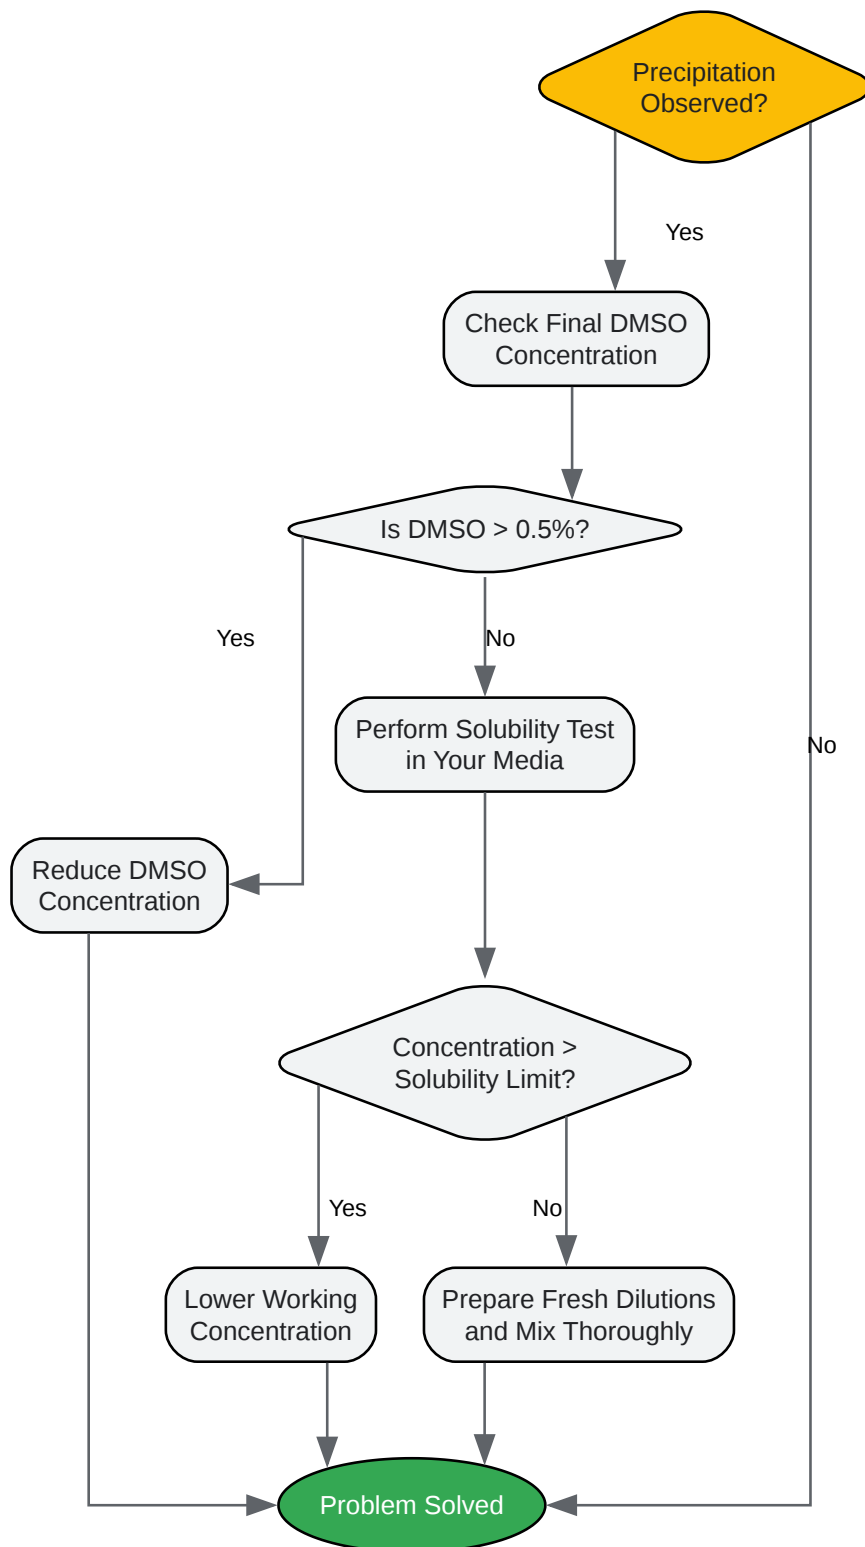 Precipitation
Observed?
Yes
Check Final DMSO
Concentration
Is DMSO > 0.5%?
Yes
No
Perform Solubility Test
in Your Media
No
Reduce DMSO
Concentration
Concentration >
Solubility Limit?
Yes
No
Lower Working
Concentration
Prepare Fresh Dilutions
and Mix Thoroughly
Problem Solved